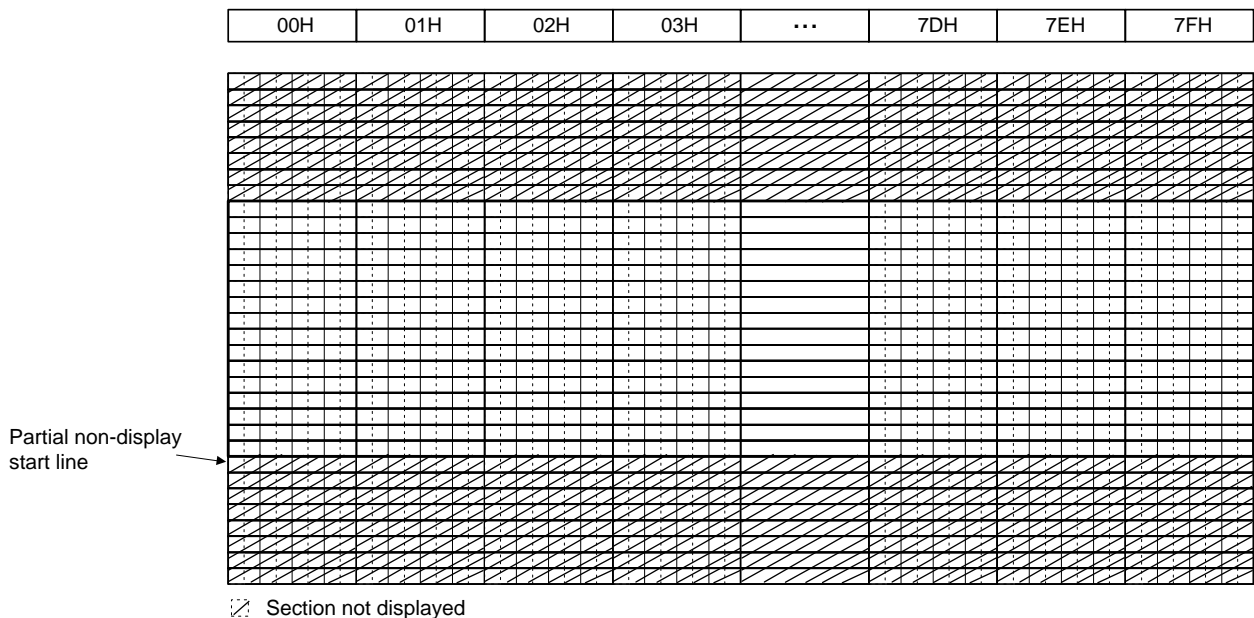 00H 01H 02H 03H ... 7DH 7EH 7FH
Partial non-display
start line
Section not displayed